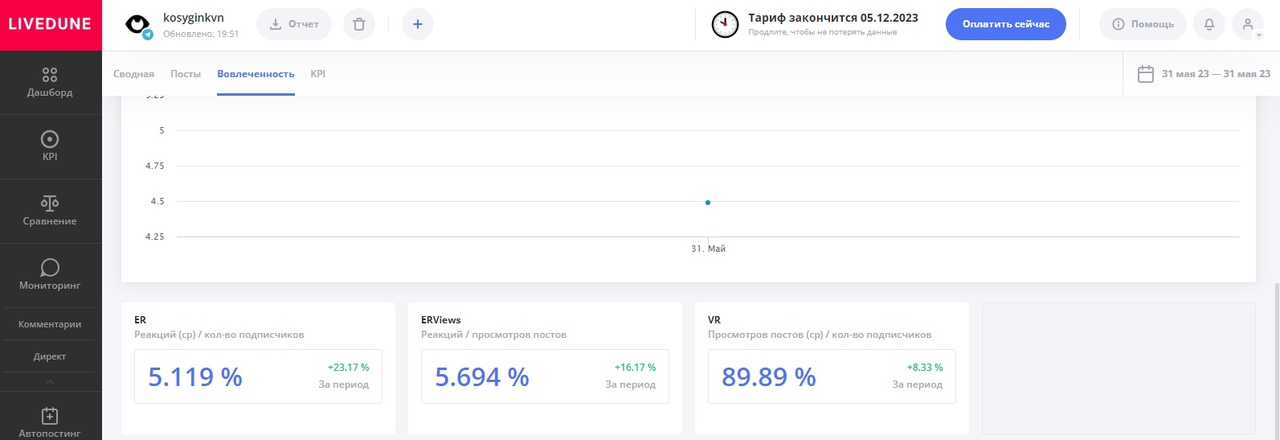 LIVEDUNE
kosyginkvn
Обновлено: 19:51
Отчет
Тариф закончится 05.12.2023
Продлите, чтобы не потерять данные
Оплатить сейчас
Помощь
Сводная
Посты
Вовлеченность
KPI
31 мая 23 — 31 мая 23
Дашборд
KPI
Сравнение
Мониторинг
Комментарии
Директ
Автопостинг
5.25
5
4.75
4.5
4.25
31. Май
ER
Реакций (ср) / кол-во подписчиков
5.119 %
+23.17 %
За период
ERViews
Реакций / просмотров постов
5.694 %
+16.17 %
За период
VR
Просмотров постов (ср) / кол-во подписчиков
89.89 %
+8.33 %
За период